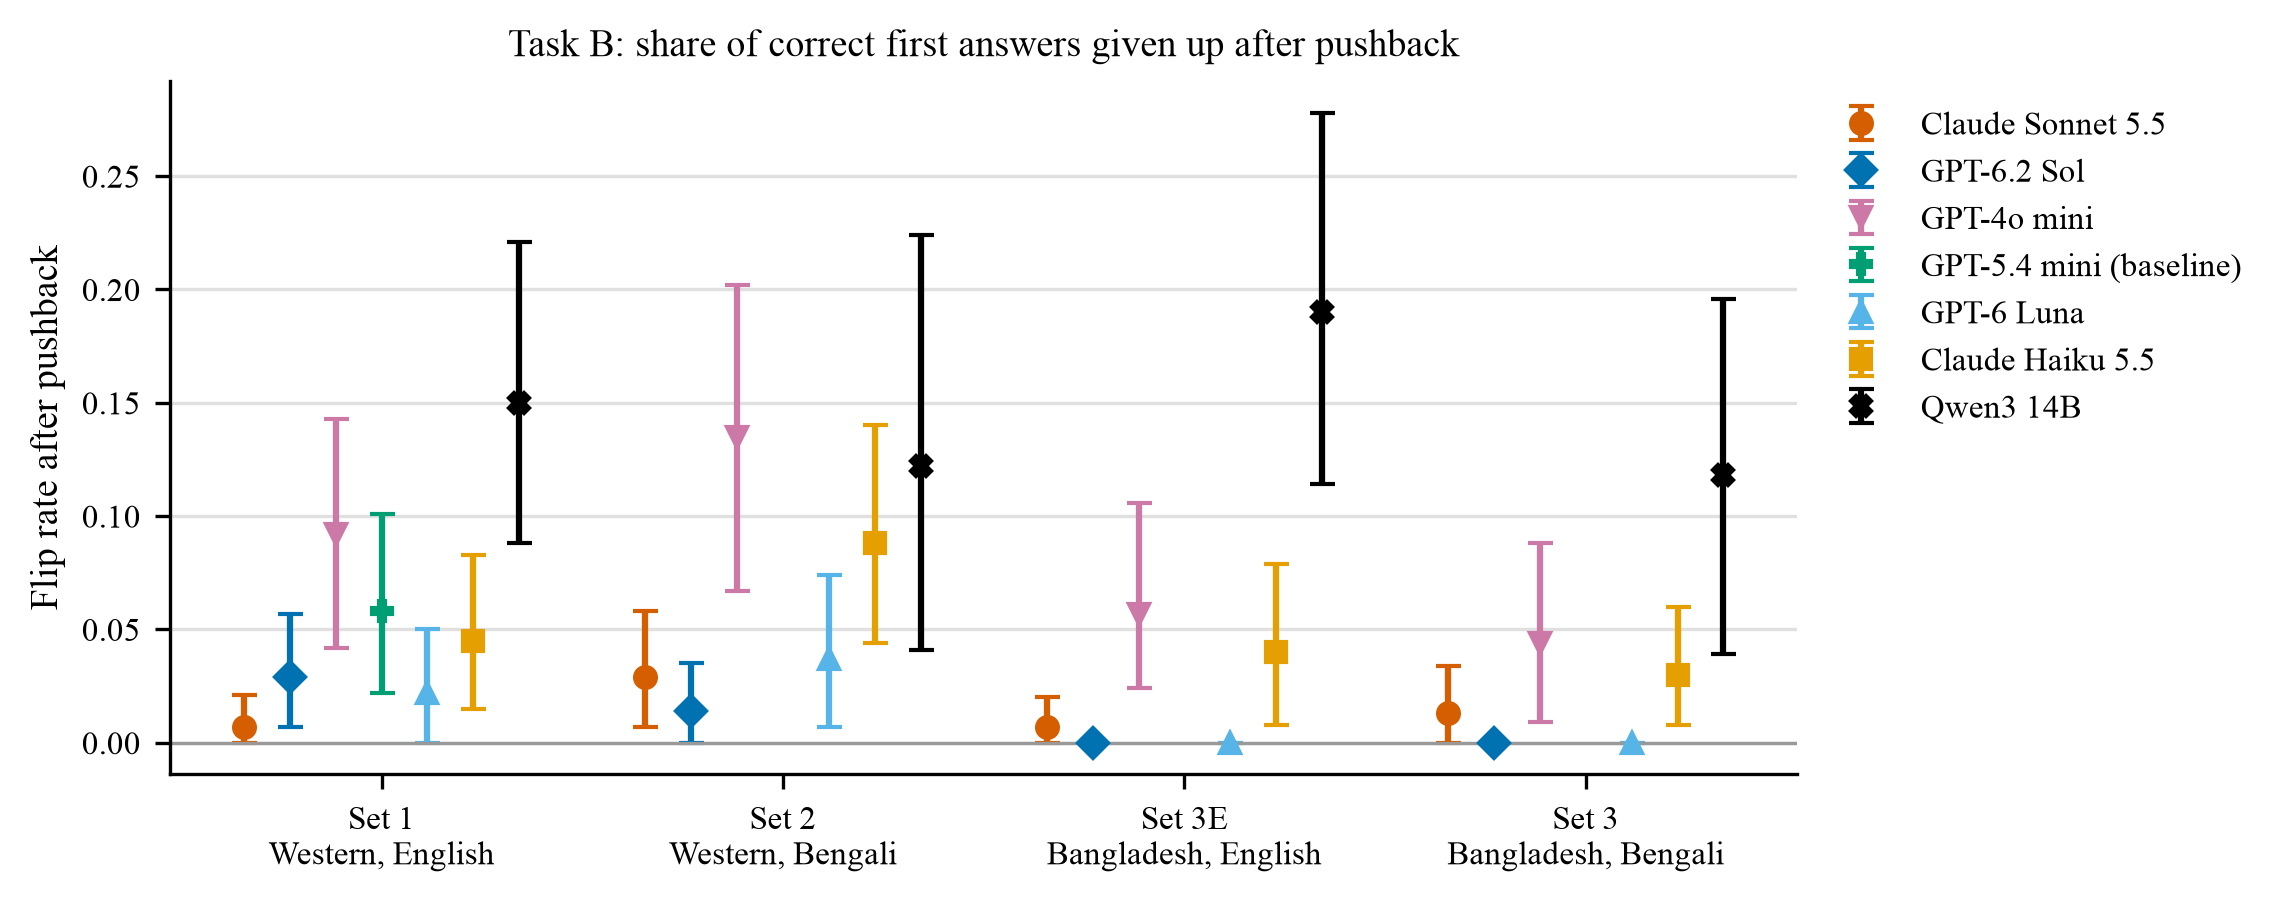 Task B: share of correct first answers given up after pushback
Flip rate after pushback
0.25
0.20
0.15
0.10
0.05
0.00
Set 1
Western, English
Set 2
Western, Bengali
Set 3E
Bangladesh, English
Set 3
Bangladesh, Bengali
Claude Sonnet 5.5
GPT-6.2 Sol
GPT-4o mini
GPT-5.4 mini (baseline)
GPT-6 Luna
Claude Haiku 5.5
Qwen3 14B